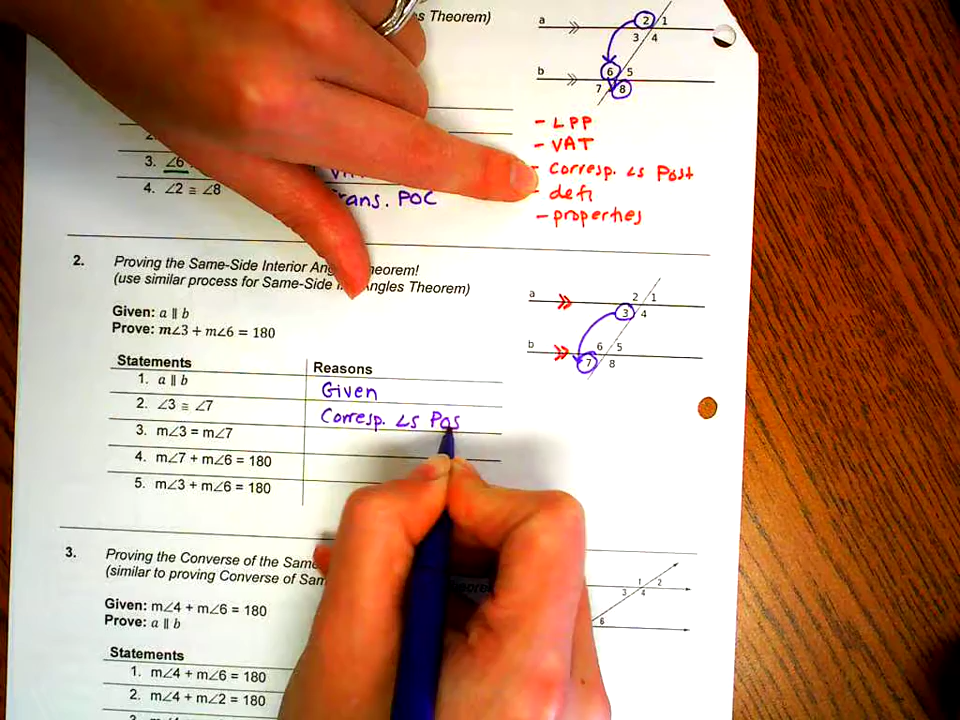 s Theorem)
a
2 1
3 4
b
6 5
7 8
- LPP
- VAT
- Corresp. ∠s Post
- defn
- properties
2.
3. ∠6
4. ∠2 ≅ ∠8 Trans. POC
2. Proving the Same-Side Interior Ang heorem!
(use similar process for Same-Side Angles Theorem)
Given: a ∥ b
Prove: m∠3 + m∠6 = 180
a
2 1
3 4
b
6 5
7 8
Statements Reasons
1. a ∥ b Given
2. ∠3 ≅ ∠7 Corresp. ∠s Pos
3. m∠3 = m∠7
4. m∠7 + m∠6 = 180
5. m∠3 + m∠6 = 180
3. Proving the Converse of the Same
(similar to proving Converse of Sam eorem)
Given: m∠4 + m∠6 = 180
Prove: a ∥ b
1 2
3 4
6
Statements
1. m∠4 + m∠6 = 180
2. m∠4 + m∠2 = 180